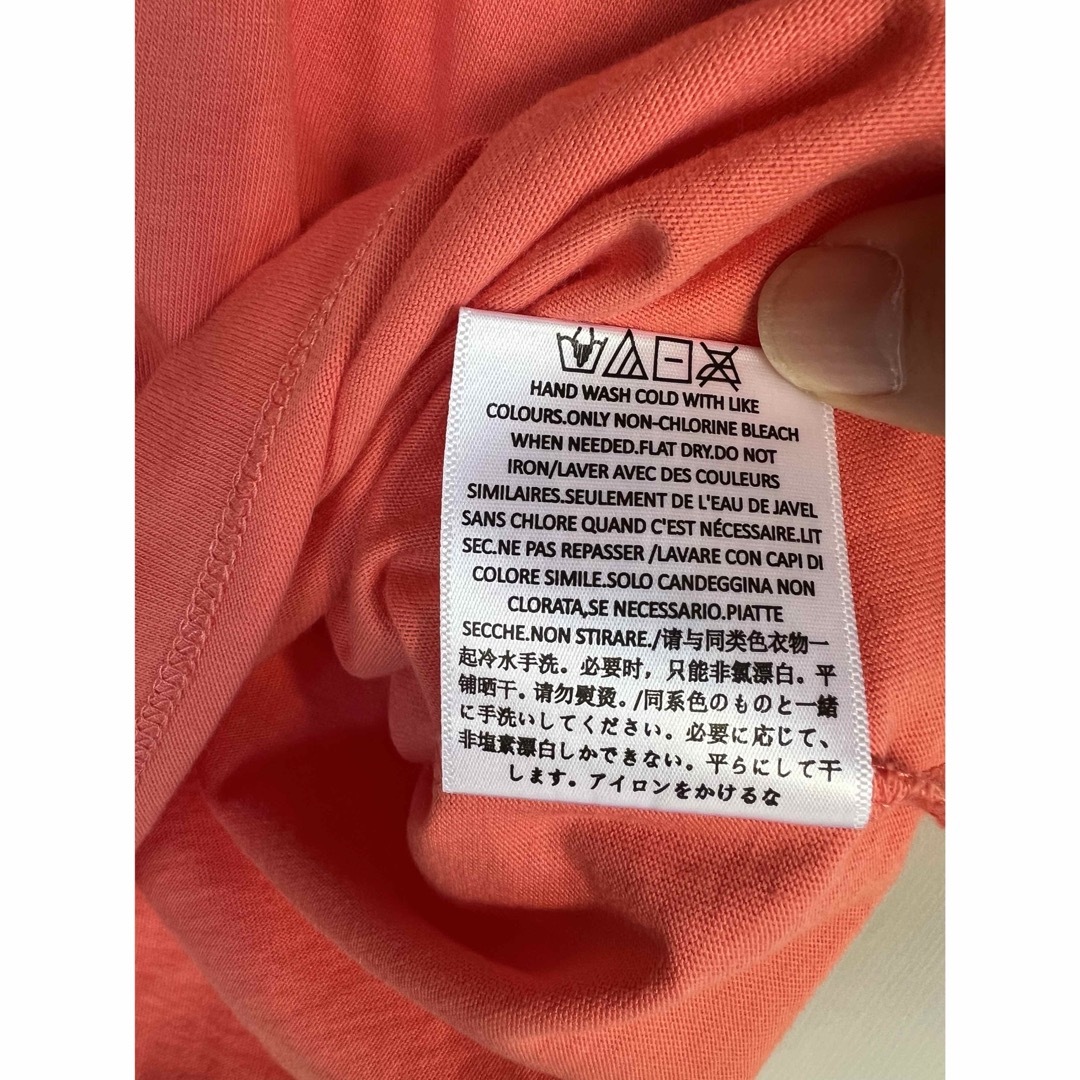 HAND WASH COLD WITH LIKE
COLOURS.ONLY NON-CHLORINE BLEACH
WHEN NEEDED.FLAT DRY.DO NOT
IRON/LAVER AVEC DES COULEURS
SIMILAIRES.SEULEMENT DE L'EAU DE JAVEL
SANS CHLORE QUAND C'EST NÉCESSAIRE.LIT
SEC.NE PAS REPASSER /LAVARE CON CAPI DI
COLORE SIMILE.SOLO CANDEGGINA NON
CLORATA,SE NECESSARIO.PIATTE
SECCHE.NON STIRARE./请与同类色衣物一
起冷水手洗。必要时，只能非氯漂白。平
铺晒干。请勿熨烫。/同系色のものと一緒
に手洗いしてください。必要に応じて、
非塩素漂白しかできない。平らにして干
します。アイロンをかけるな